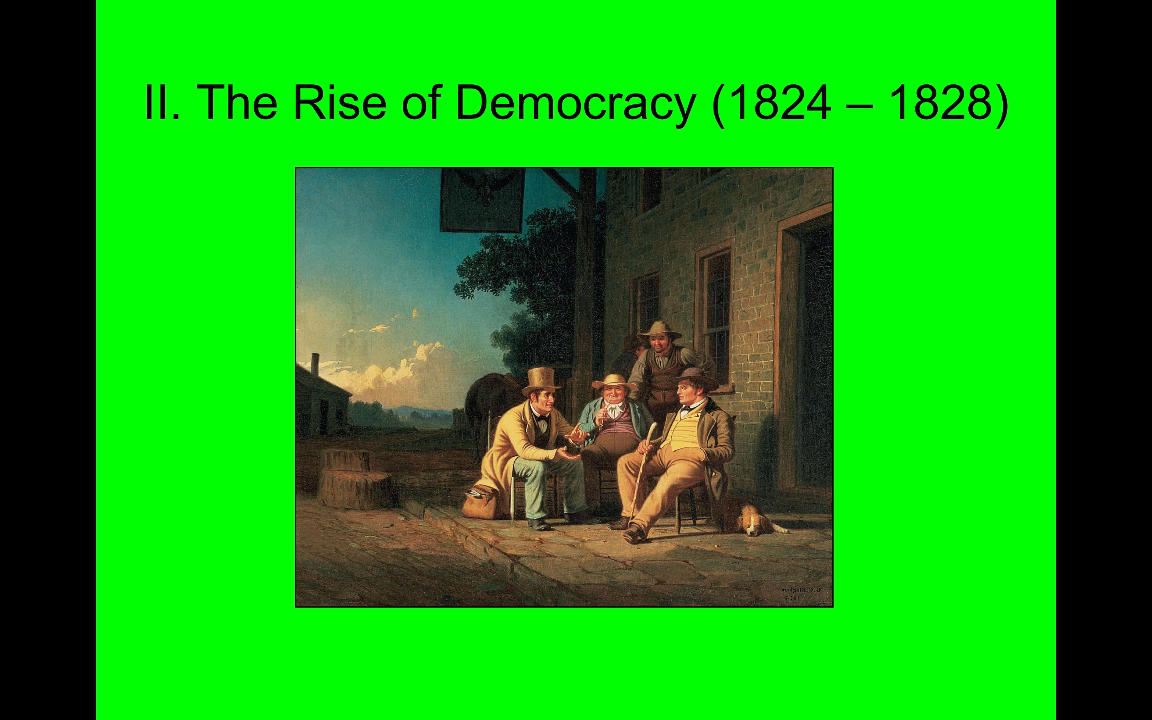 II. The Rise of Democracy (1824 – 1828)